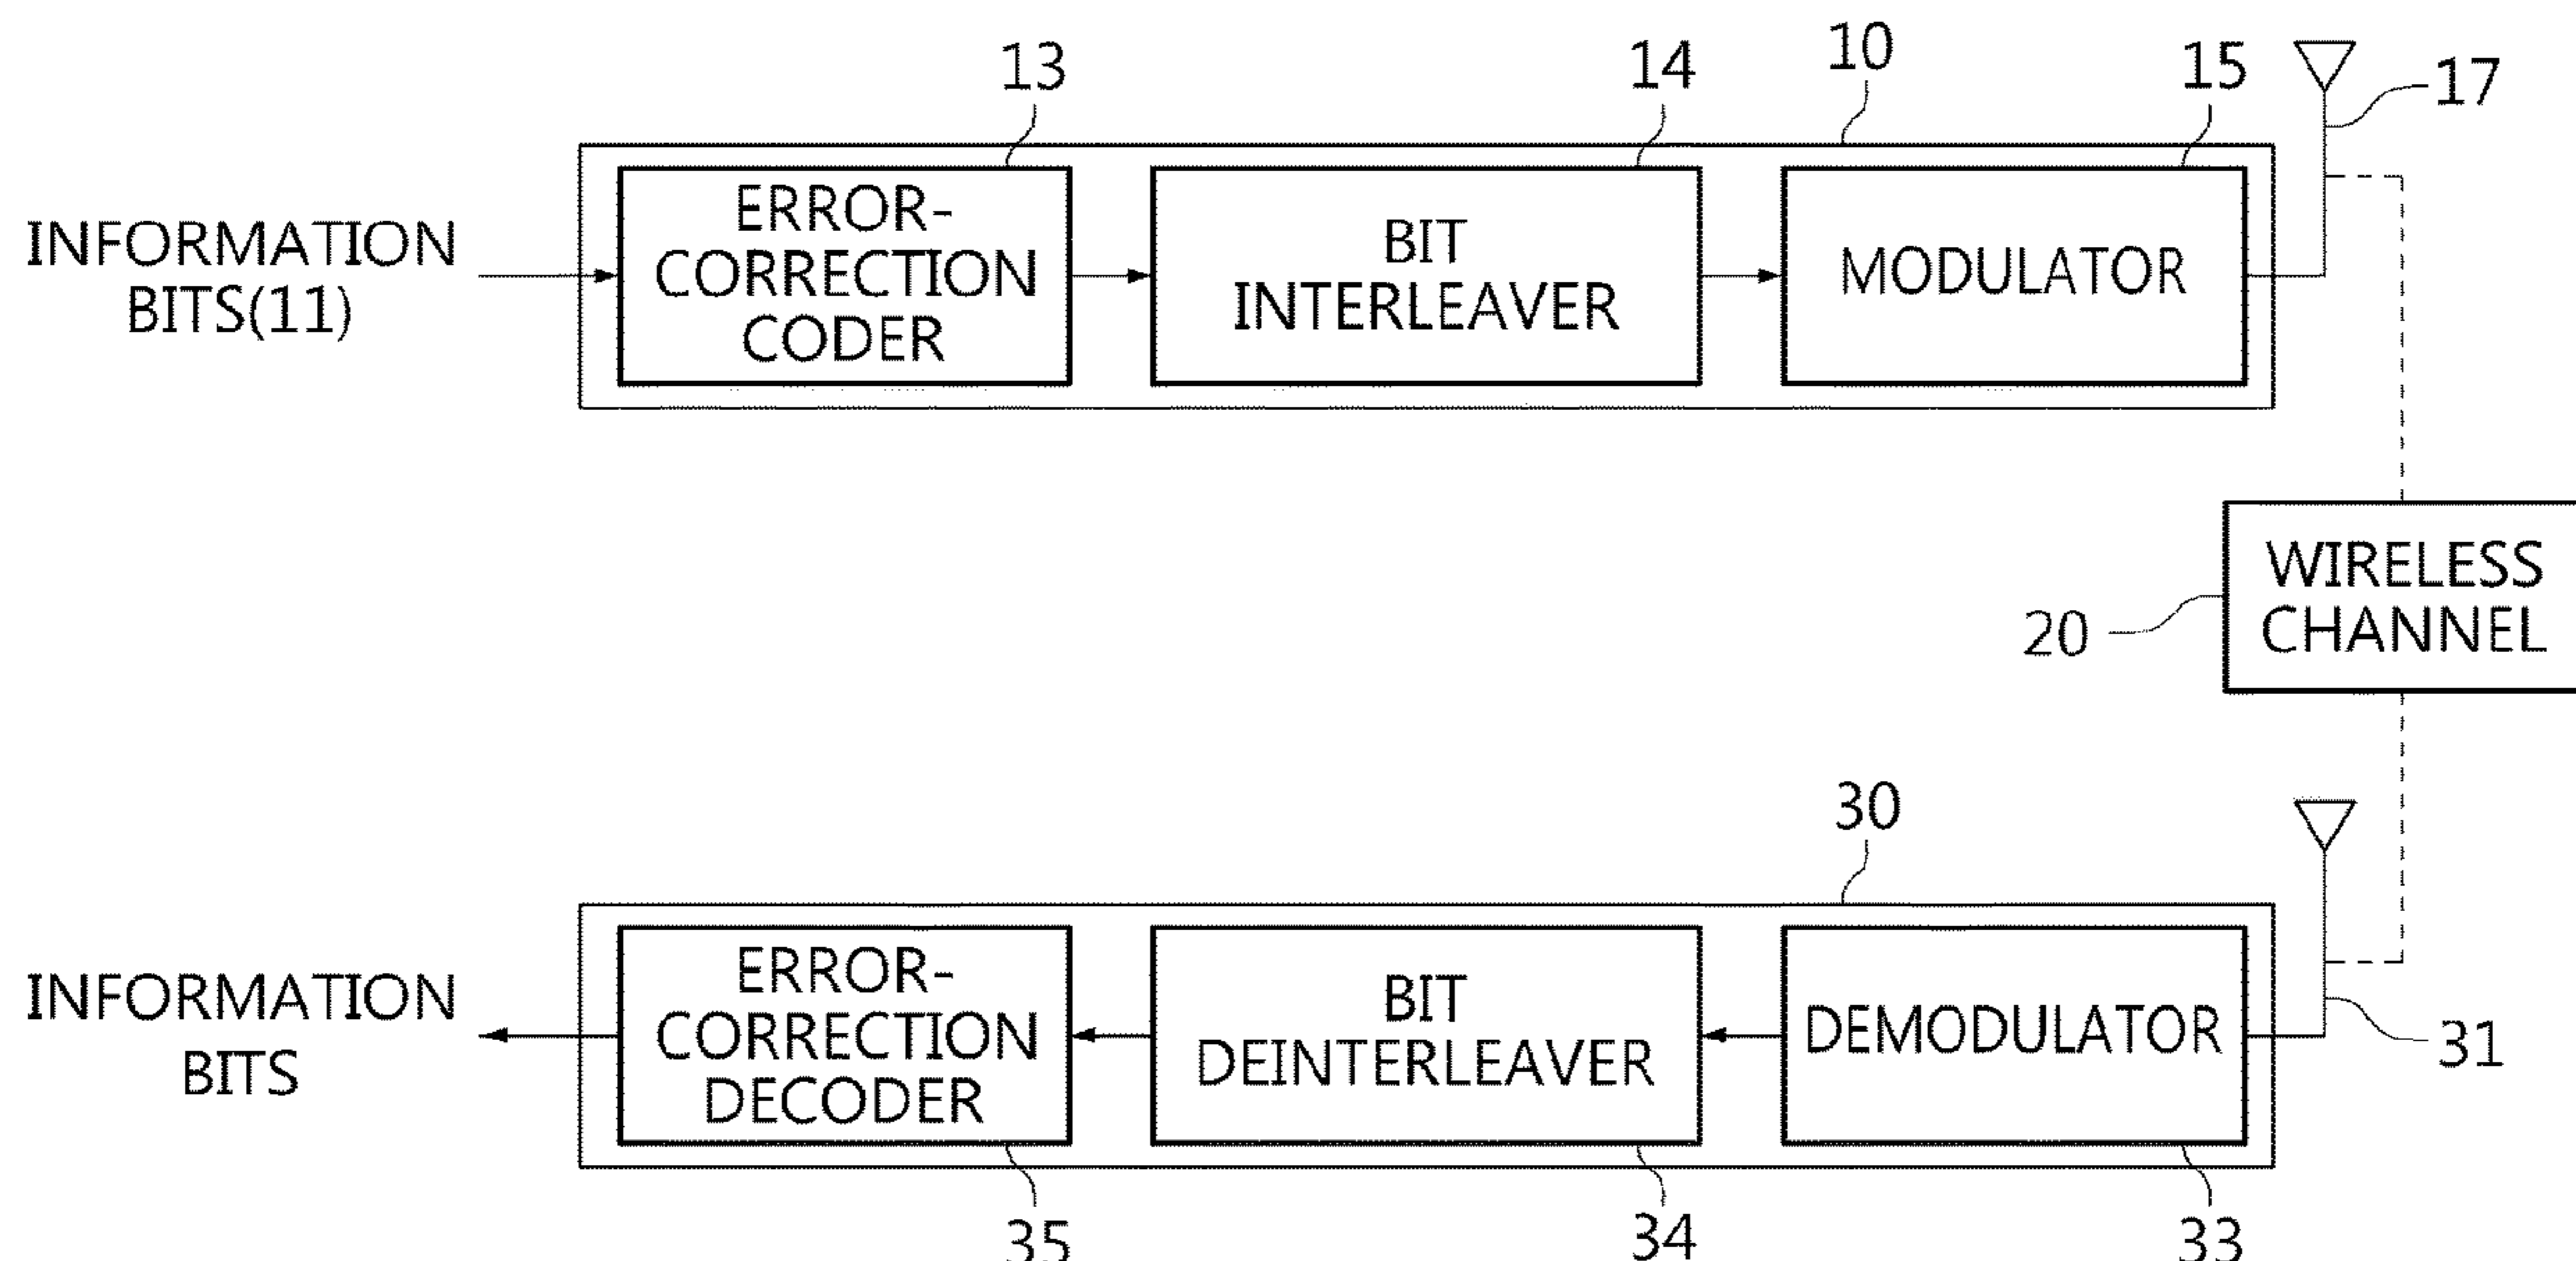 13
14
10
15
17
INFORMATION
BITS(11)
ERROR-
CORRECTION
CODER
BIT
INTERLEAVER
MODULATOR
WIRELESS
CHANNEL
20
30
INFORMATION
BITS
ERROR-
CORRECTION
DECODER
BIT
DEINTERLEAVER
DEMODULATOR
31
35
34
33